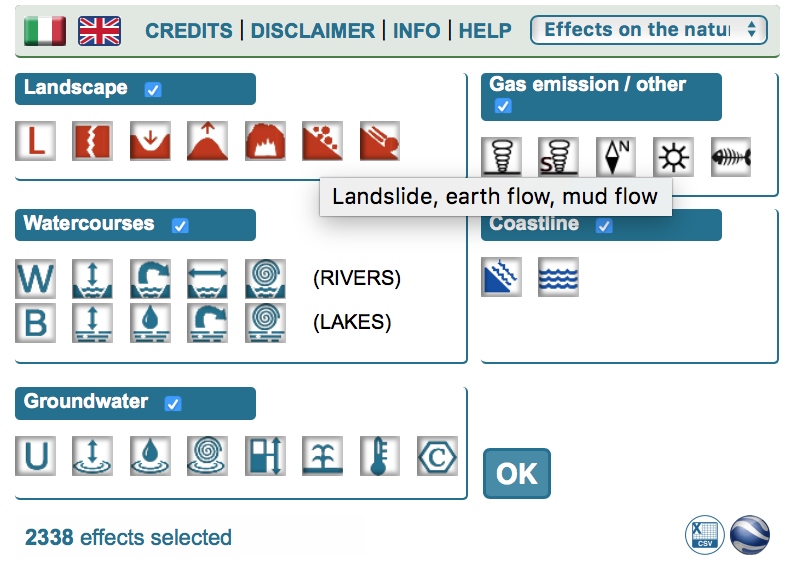 CREDITS | DISCLAIMER | INFO | HELP
Effects on the natu
Landscape
Gas emission / other
L
S
N
Landslide, earth flow, mud flow
Watercourses
Coastline
W
(RIVERS)
B
(LAKES)
Groundwater
U
C
OK
2338 effects selected
X
CSV